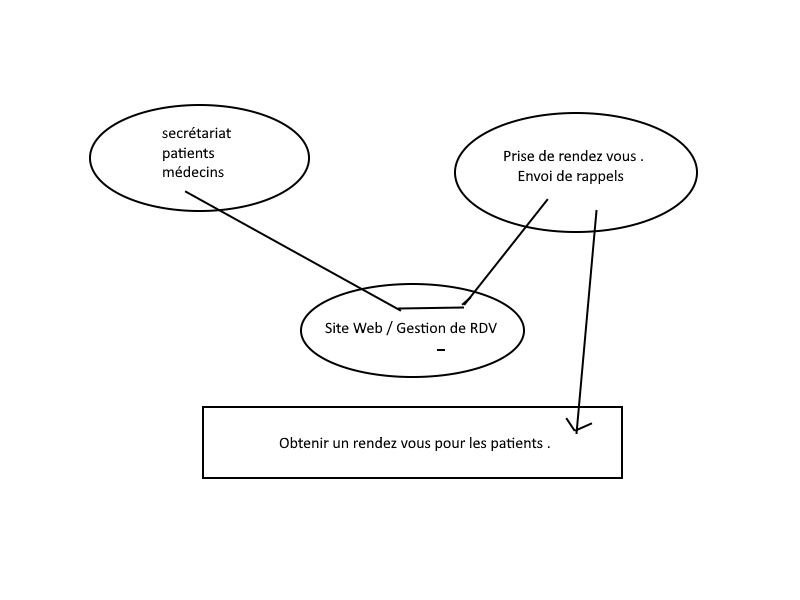 secrétariat
patients
médecins
Prise de rendez vous .
Envoi de rappels
Site Web / Gestion de RDV
Obtenir un rendez vous pour les patients .